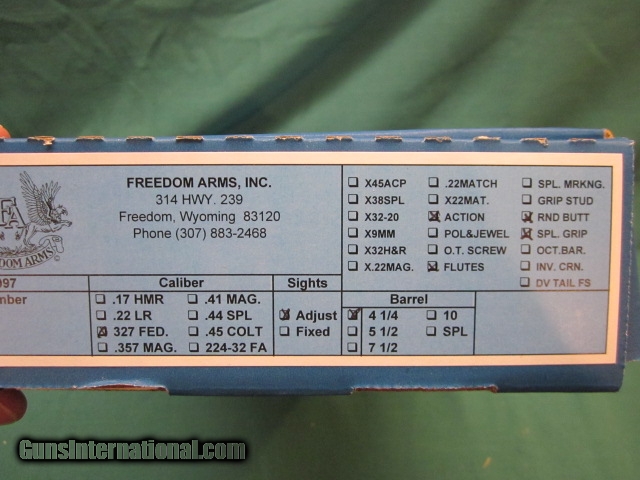 FA
FREEDOM ARMS
FREEDOM ARMS, INC.
314 HWY. 239
Freedom, Wyoming 83120
Phone (307) 883-2468
X45ACP .22MATCH SPL. MRKNG.
X38SPL X22MAT. GRIP STUD
X32-20 ACTION RND BUTT
X9MM POL&JEWEL SPL. GRIP
X32H&R O.T. SCREW OCT.BAR.
X.22MAG. FLUTES INV. CRN.
DV TAIL FS
997 Caliber Sights
.17 HMR .41 MAG.
.22 LR .44 SPL
327 FED. .45 COLT
.357 MAG. 224-32 FA
Adjust
Fixed
Barrel
4 1/4 10
5 1/2 SPL
7 1/2
GunsInternational.com